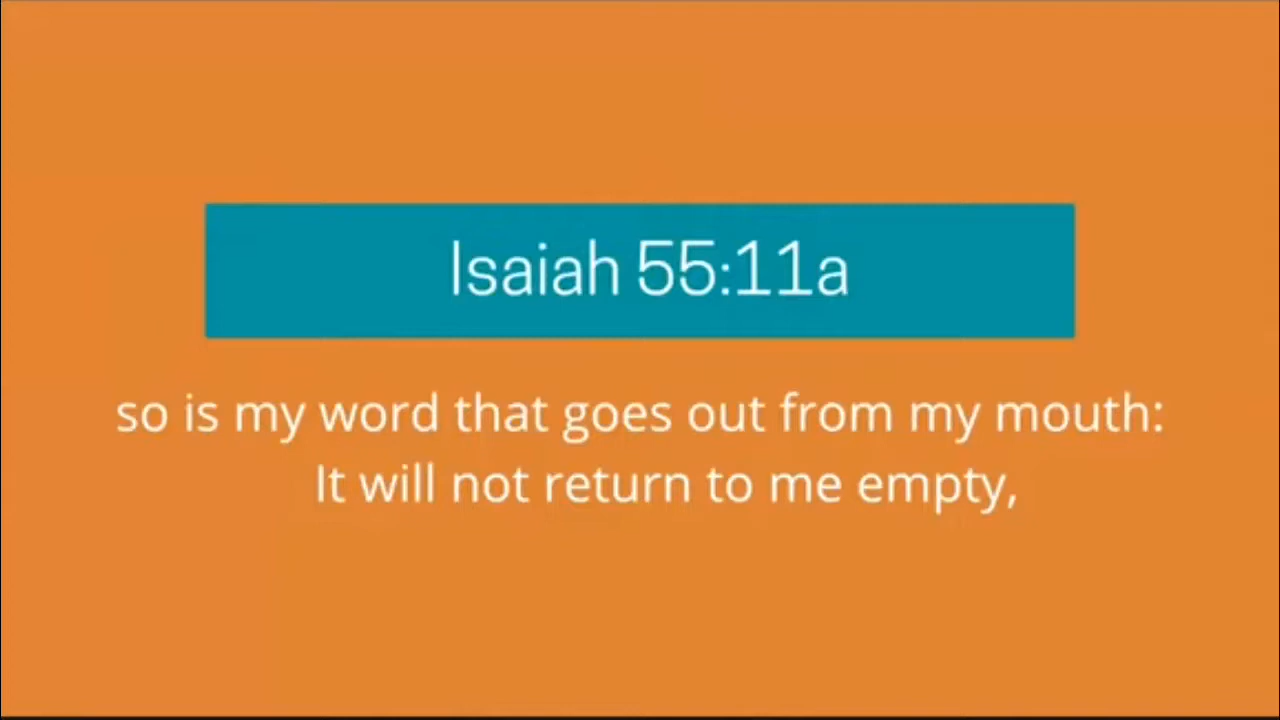 Isaiah 55:11a
so is my word that goes out from my mouth:
It will not return to me empty,